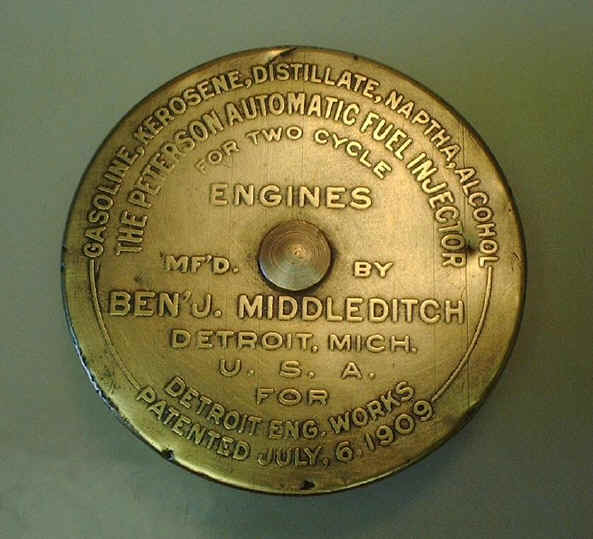 GASOLINE, KEROSENE, DISTILLATE, NAPTHA, ALCOHOL
THE PETERSON AUTOMATIC FUEL INJECTOR
FOR TWO CYCLE
ENGINES
MF'D. BY
BEN'J. MIDDLEDITCH
DETROIT, MICH.
U. S. A.
FOR
DETROIT ENG. WORKS
PATENTED JULY, 6, 1909